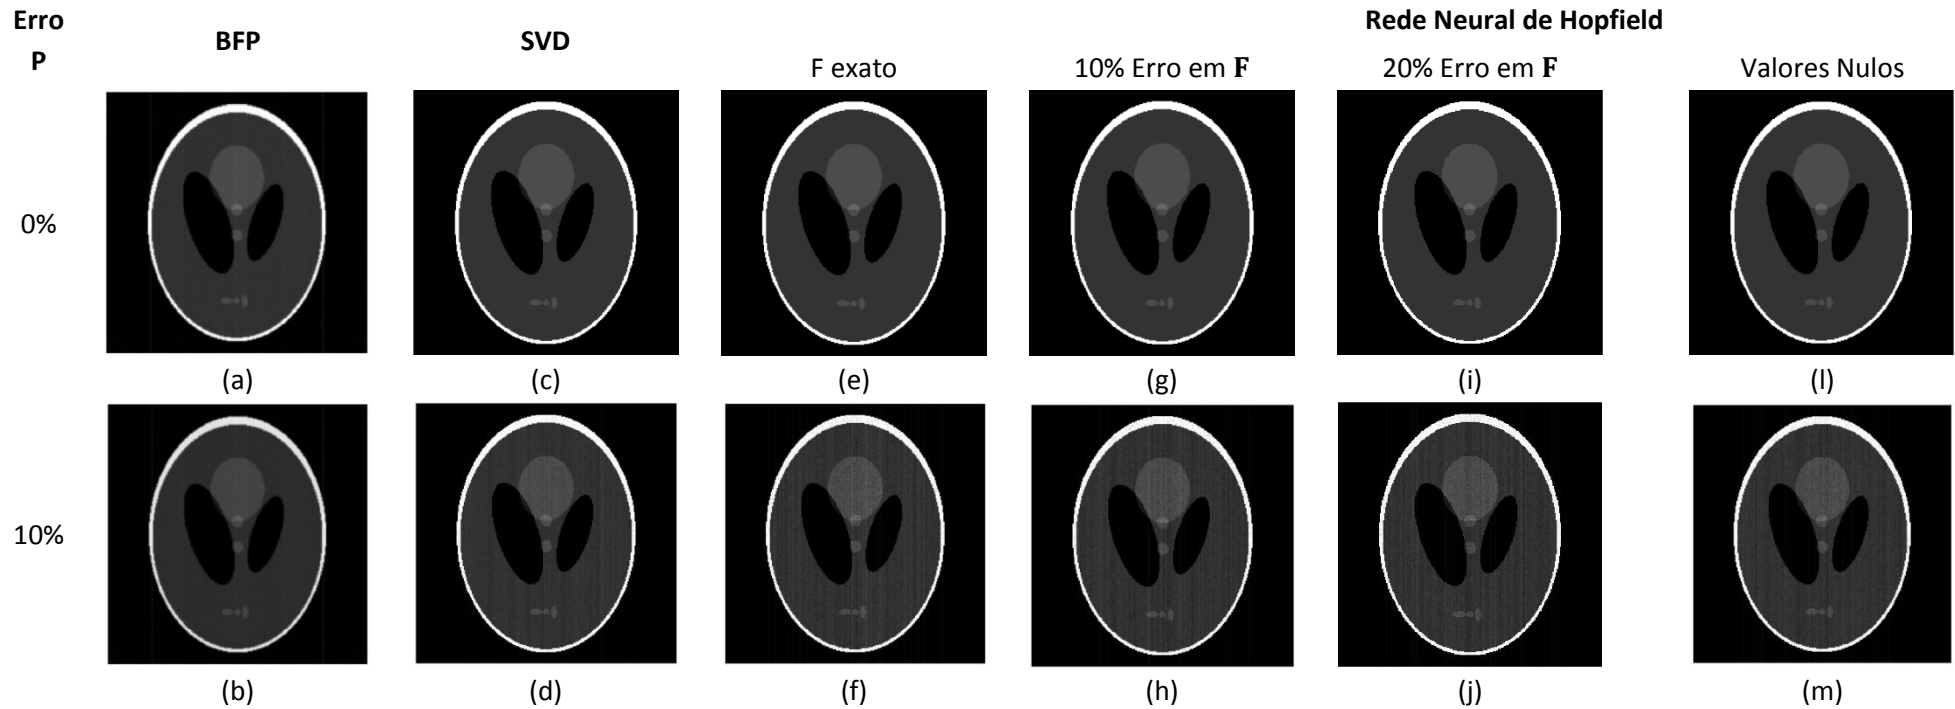 Erro
P
BFP
SVD
Rede Neural de Hopfield
F exato
10% Erro em F
20% Erro em F
Valores Nulos
0%
(a)
(c)
(e)
(g)
(i)
(l)
10%
(b)
(d)
(f)
(h)
(j)
(m)